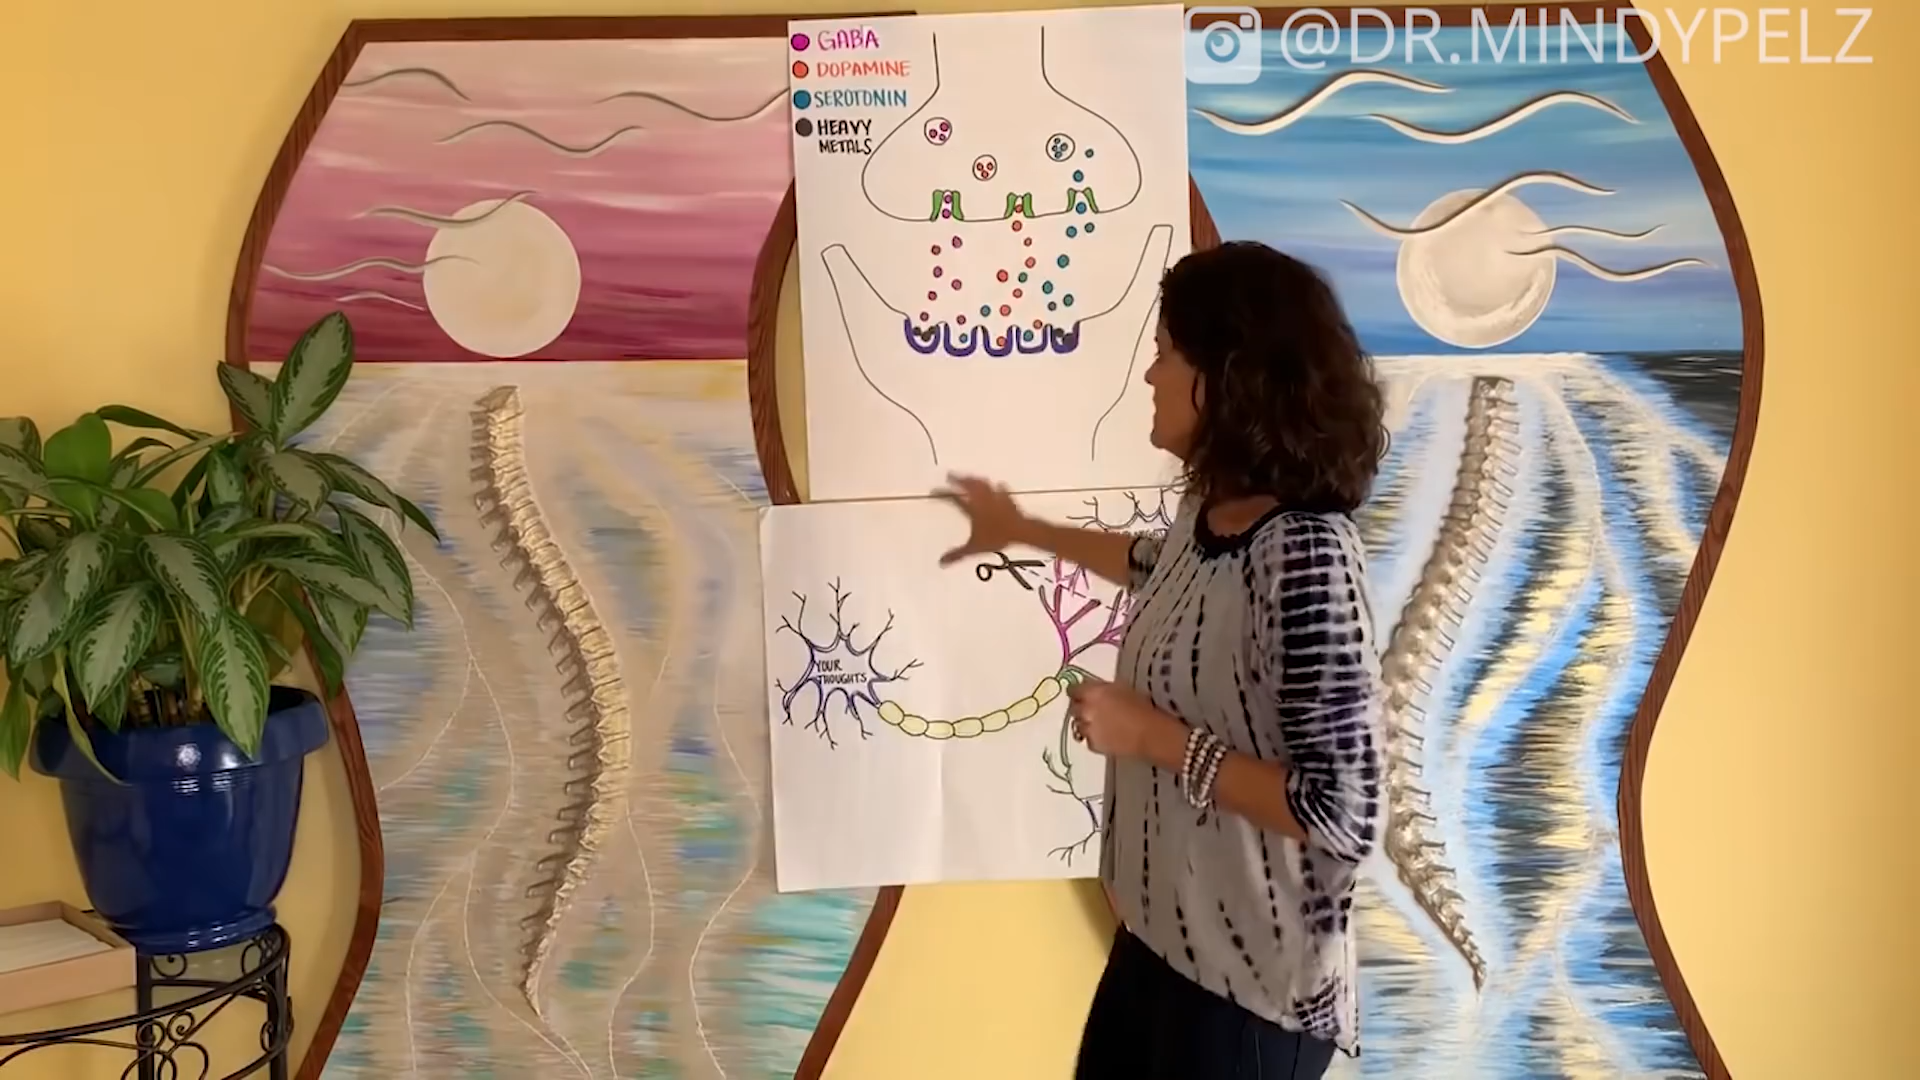 @DR.MINDYPELZ
GABA
DOPAMINE
SEROTONIN
HEAVY
METALS
YOUR
THOUGHTS